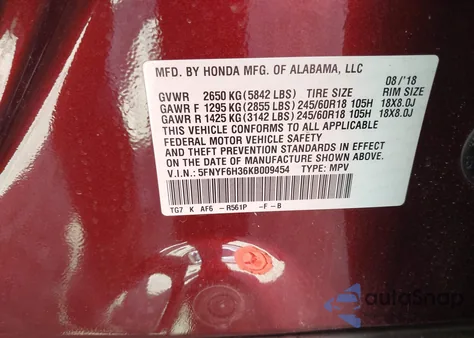 MFD. BY HONDA MFG. OF ALABAMA, LLC 08/'18
GVWR 2650 KG(5842 LBS) TIRE SIZE RIM SIZE
GAWR F 1295 KG(2855 LBS)245/60R18 105H 18X8.0J
GAWR R 1425 KG(3142 LBS)245/60R18 105H 18X8.0J
THIS VEHICLE CONFORMS TO ALL APPLICABLE
FEDERAL MOTOR VEHICLE SAFETY AND
THEFT PREVENTION STANDARDS IN EFFECT ON
THE DATE OF MANUFACTURE SHOWN ABOVE.
V.I.N.: 5FNYF6H36KB009454 TYPE: MPV
TG7 K AF6 -R561P -F-B
autoSnap